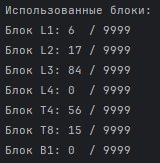 Использованные блоки:
Блок L1: 6  / 9999
Блок L2: 17 / 9999
Блок L3: 84 / 9999
Блок L4: 0  / 9999
Блок T4: 56 / 9999
Блок T8: 15 / 9999
Блок B1: 0  / 9999